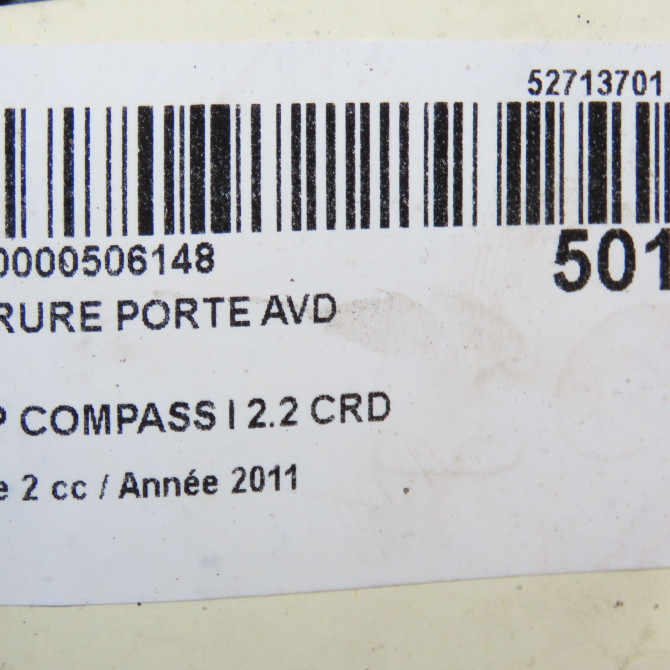 52713701
0000506148
501
RURE PORTE AVD
P COMPASS I 2.2 CRD
e 2 cc / Année 2011